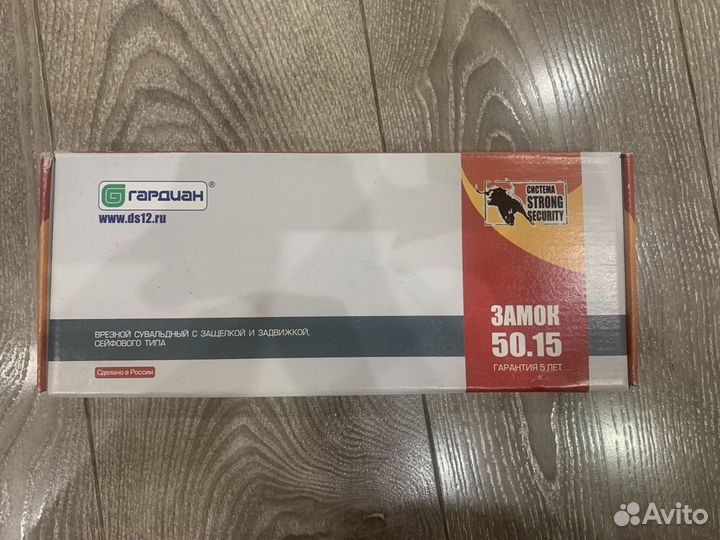 ГАРДИАН®
www.ds12.ru
СИСТЕМА
STRONG
SECURITY
ВРЕЗНОЙ СУВАЛЬДНЫЙ С ЗАЩЕЛКОЙ И ЗАДВИЖКОЙ,
СЕЙФОВОГО ТИПА
Сделано в России
ЗАМОК
50.15
ГАРАНТИЯ 5 ЛЕТ
Avito